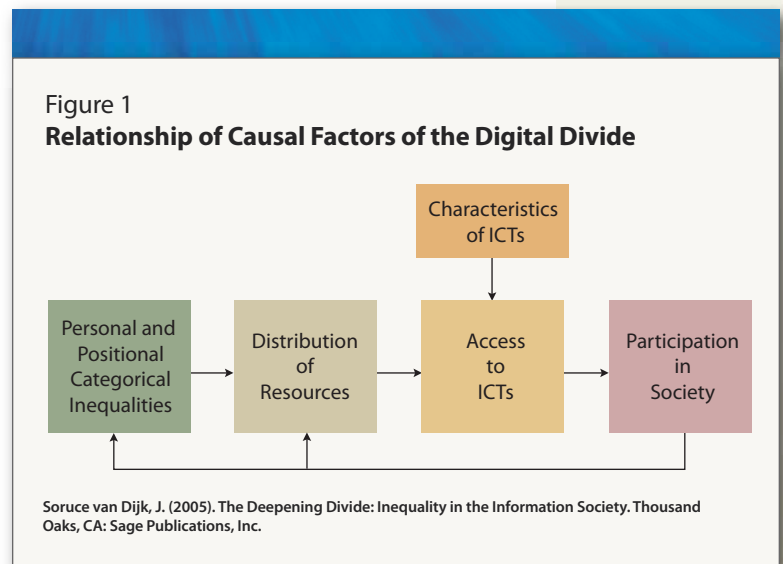 Figure 1
Relationship of Causal Factors of the Digital Divide
Characteristics
of ICTs
Personal and
Positional
Categorical
Inequalities
Distribution
of
Resources
Access
to
ICTs
Participation
in
Society
Soruce van Dijk, J. (2005). The Deepening Divide: Inequality in the Information Society. Thousand
Oaks, CA: Sage Publications, Inc.